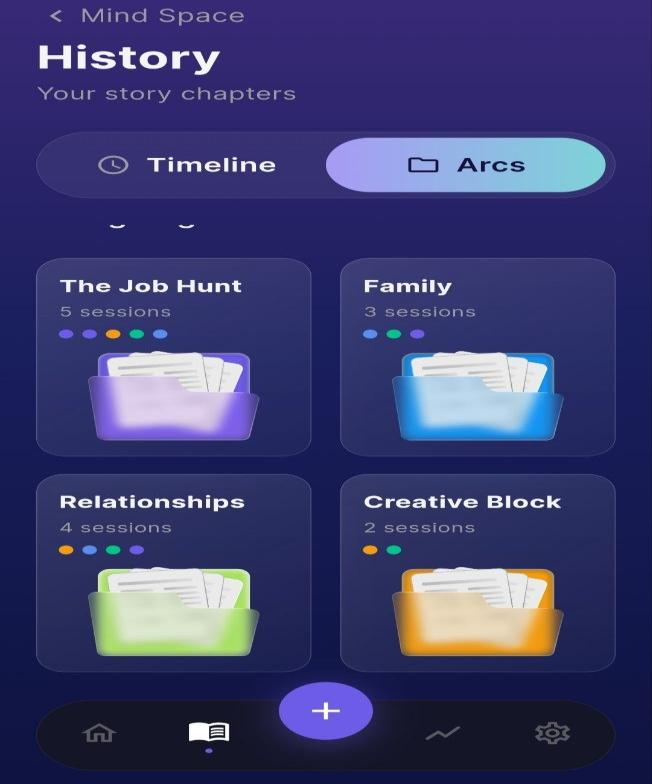 Mind Space
History
Your story chapters
Timeline
Arcs
The Job Hunt
5 sessions
Family
3 sessions
Relationships
4 sessions
Creative Block
2 sessions